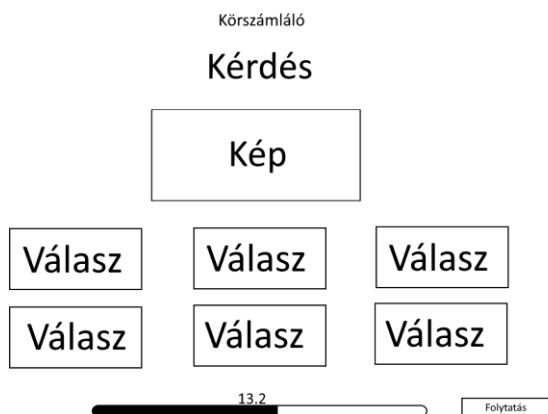 Körszámláló
Kérdés
Kép
Válasz Válasz Válasz
Válasz Válasz Válasz
13.2
Folytatás